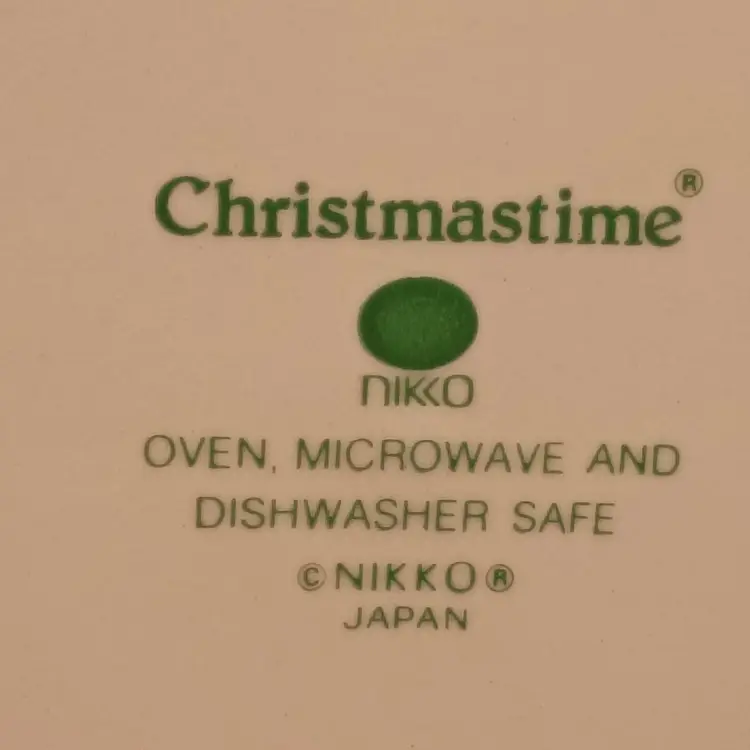 Christmastime®
NIKKO
OVEN, MICROWAVE AND
DISHWASHER SAFE
©NIKKO®
JAPAN